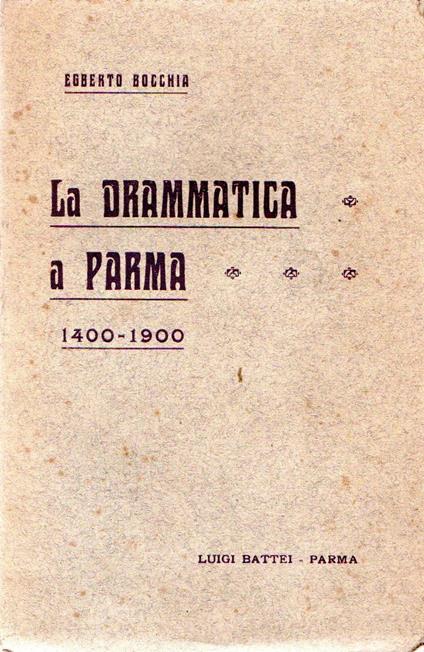 EGBERTO BOCCHIA
La DRAMMATICA
a PARMA
1400-1900
LUIGI BATTEI - PARMA